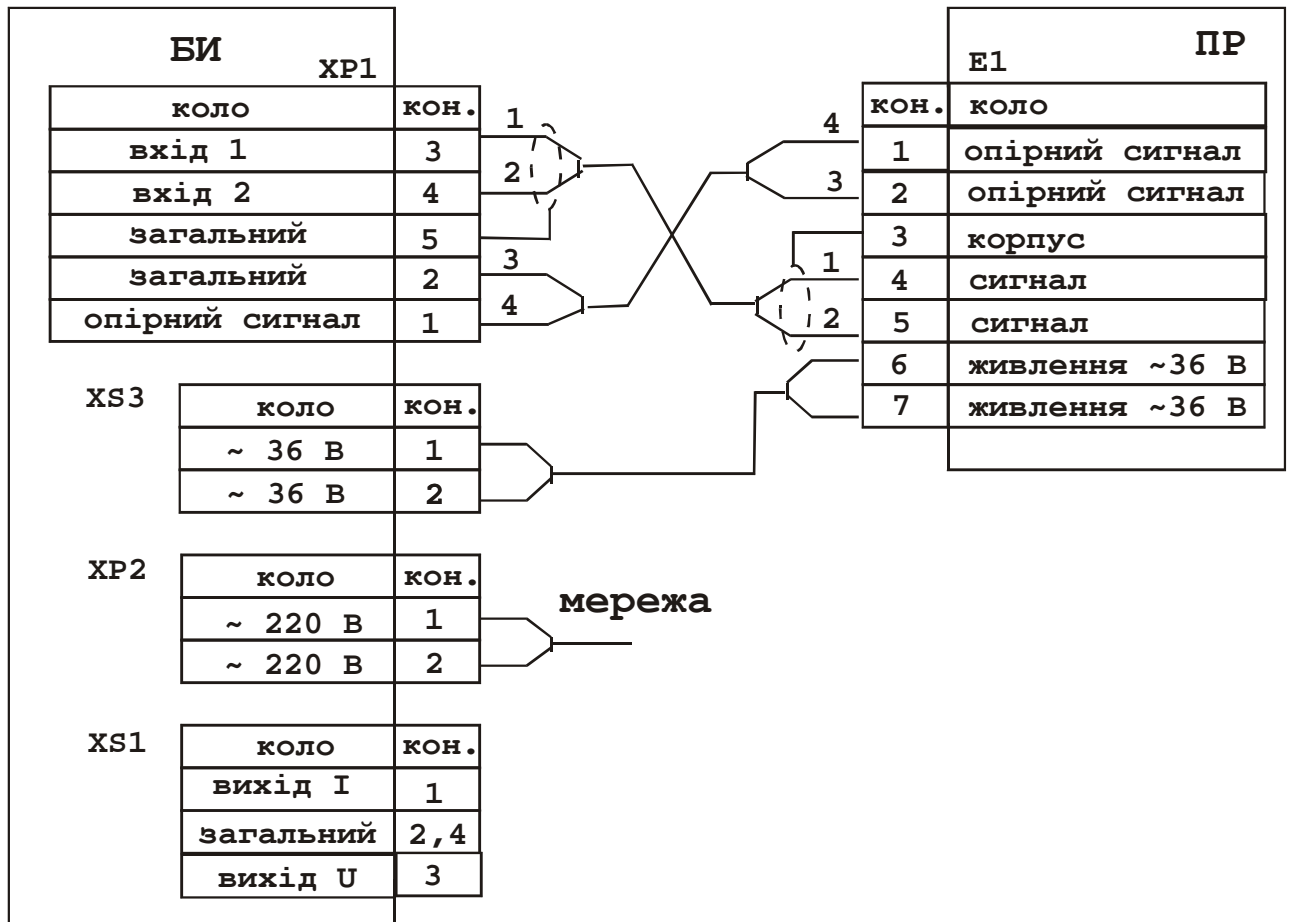 БИ
XP1
коло кон.
вхід 1 3
вхід 2 4
загальний 5
загальний 2
опірний сигнал 1
1
2
3
4
ПР
E1
кон. коло
1 опірний сигнал
2 опірний сигнал
3 корпус
4 сигнал
5 сигнал
6 живлення ~36 В
7 живлення ~36 В
4
3
1
2
XS3
коло кон.
~ 36 В 1
~ 36 В 2
XP2
коло кон.
~ 220 В 1
~ 220 В 2
мережа
XS1
коло кон.
вихід I 1
загальний 2,4
вихід U 3